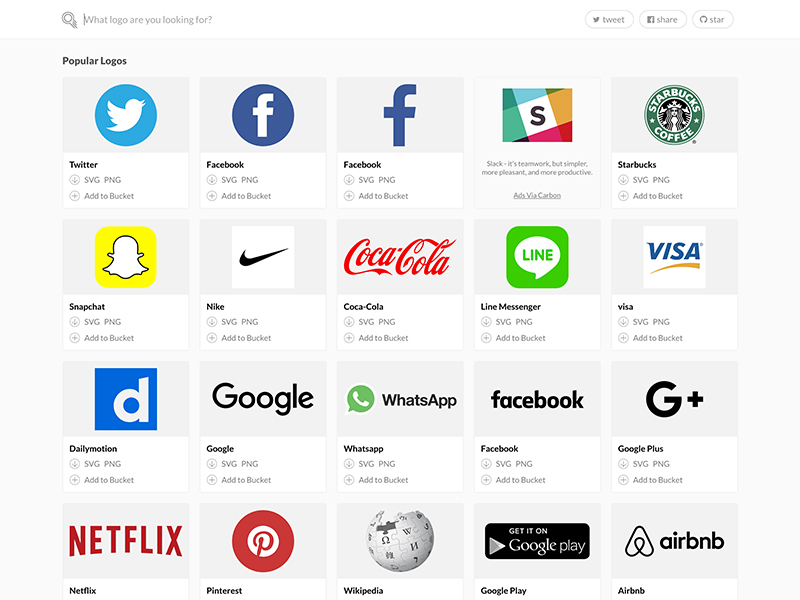 What logo are you looking for?
tweet
share
star
Popular Logos
STARBUCKS
COFFEE
Twitter
SVG PNG
Add to Bucket
Facebook
SVG PNG
Add to Bucket
Facebook
SVG PNG
Add to Bucket
S
Slack - it's teamwork, but simpler,
more pleasant, and more productive.
Ads Via Carbon
Starbucks
SVG PNG
Add to Bucket
Coca-Cola
LINE
VISA
Snapchat
SVG PNG
Add to Bucket
Nike
SVG PNG
Add to Bucket
Coca-Cola
SVG PNG
Add to Bucket
Line Messenger
SVG PNG
Add to Bucket
visa
SVG PNG
Add to Bucket
d
Google
WhatsApp
facebook
G+
Dailymotion
SVG PNG
Add to Bucket
Google
SVG PNG
Add to Bucket
Whatsapp
SVG PNG
Add to Bucket
Facebook
SVG PNG
Add to Bucket
Google Plus
SVG PNG
Add to Bucket
NETFLIX
GET IT ON
Google play
airbnb
Netflix
Pinterest
Wikipedia
Google Play
Airbnb